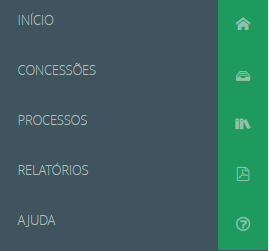 INÍCIO
CONCESSÕES
PROCESSOS
RELATÓRIOS
AJUDA